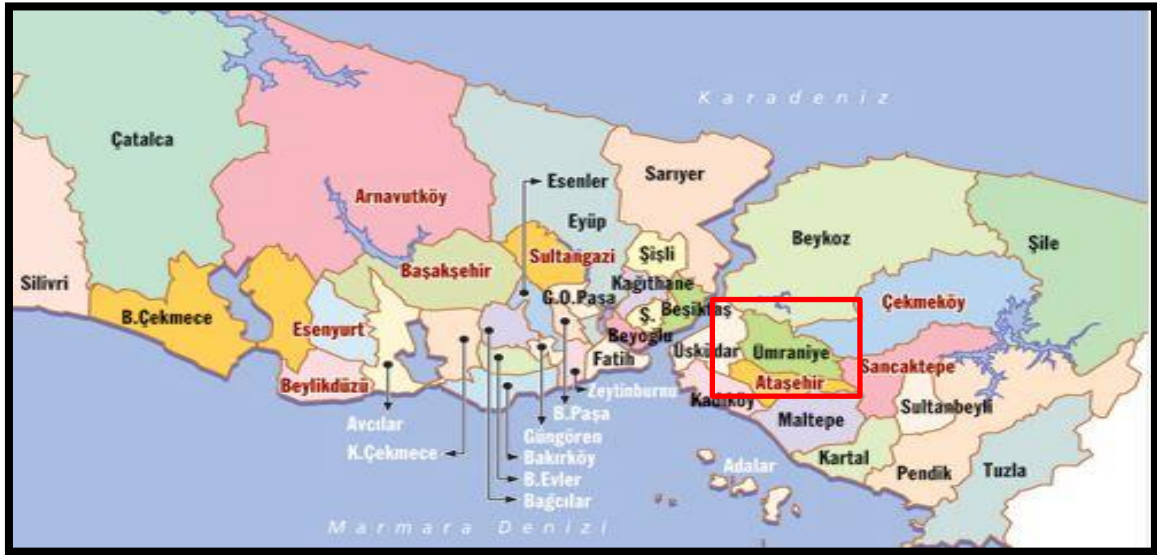 Karadeniz
Çatalca
Esenler
Sarıyer
Arnavutköy
Eyüp
Beykoz
Şile
Silivri
Başakşehir
Sultangazi
Şişli
Kağıthane
Çekmeköy
B.Çekmece
Esenyurt
G.O.Paşa
Ş.
Beşiktaş
Beyoğlu
Üsküdar
Ümraniye
Fatih
Sancaktepe
Beylikdüzü
Zeytinburnu
Kadıköy
Ataşehir
Sultanbeyli
Avcılar
B.Paşa
Maltepe
K.Çekmece
Güngören
Bakırköy
B.Evler
Bağcılar
Adalar
Kartal
Pendik
Tuzla
Marmara Denizi